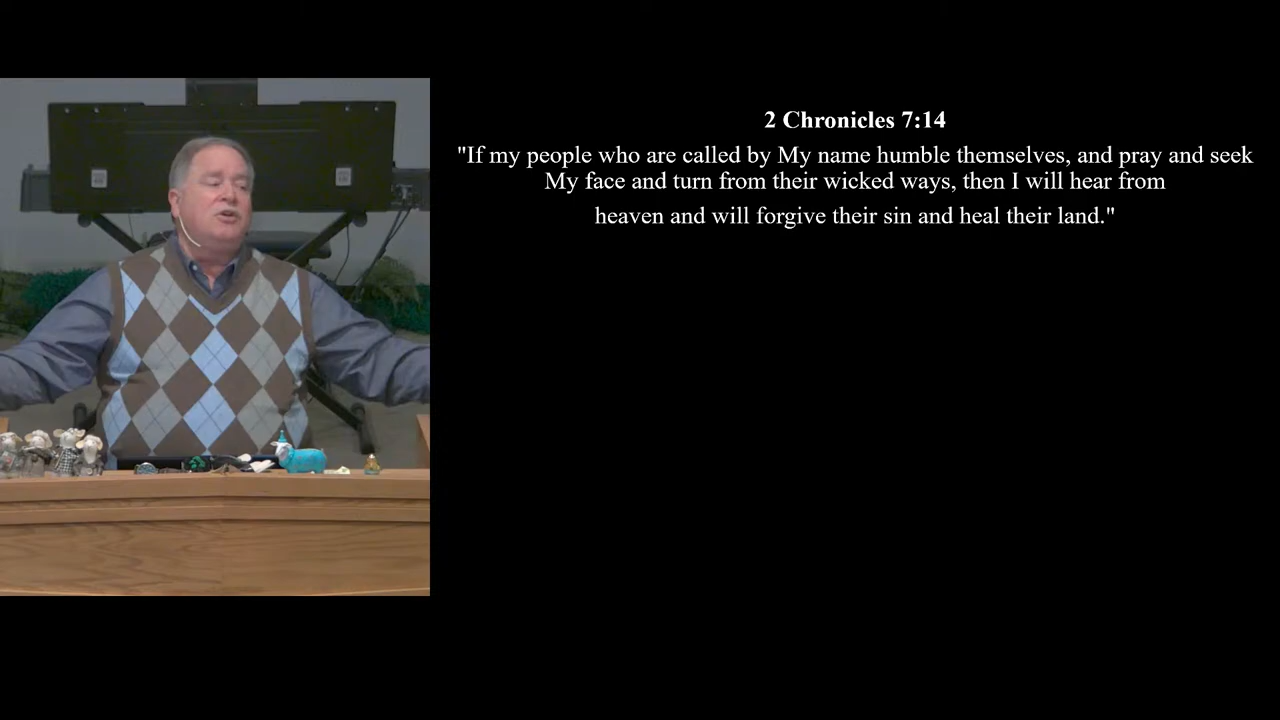 2 Chronicles 7:14
"If my people who are called by My name humble themselves, and pray and seek
My face and turn from their wicked ways, then I will hear from
heaven and will forgive their sin and heal their land."